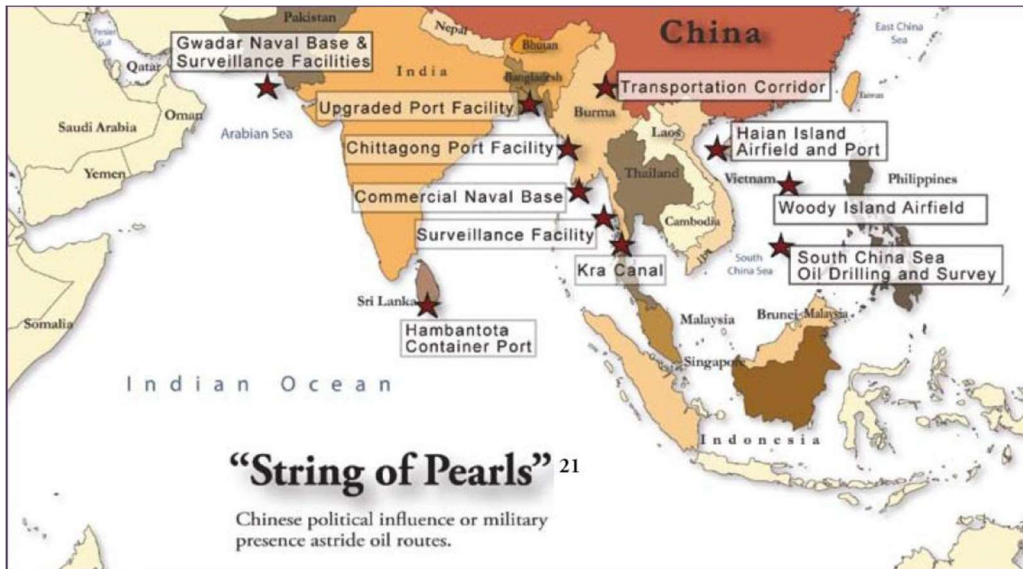 Pakistan
Persian
Gulf
Qatar
Gwadar Naval Base &
Surveillance Facilities
India
Nepal
Bhutan
Bangladesh
China
East China
Sea
Taiwan
Transportation Corridor
Upgraded Port Facility
Burma
Oman
Saudi Arabia
Arabian Sea
Laos
Haian Island
Airfield and Port
Chittagong Port Facility
Yemen
Thailand
Vietnam
Philippines
Commercial Naval Base
Woody Island Airfield
Cambodia
Surveillance Facility
South
China Sea
South China Sea
Oil Drilling and Survey
Kra Canal
Sri Lanka
Somalia
Hambantota
Container Port
Malaysia
Brunei
Malaysia
Singapore
Indian Ocean
Indonesia
“String of Pearls” 21
Chinese political influence or military
presence astride oil routes.